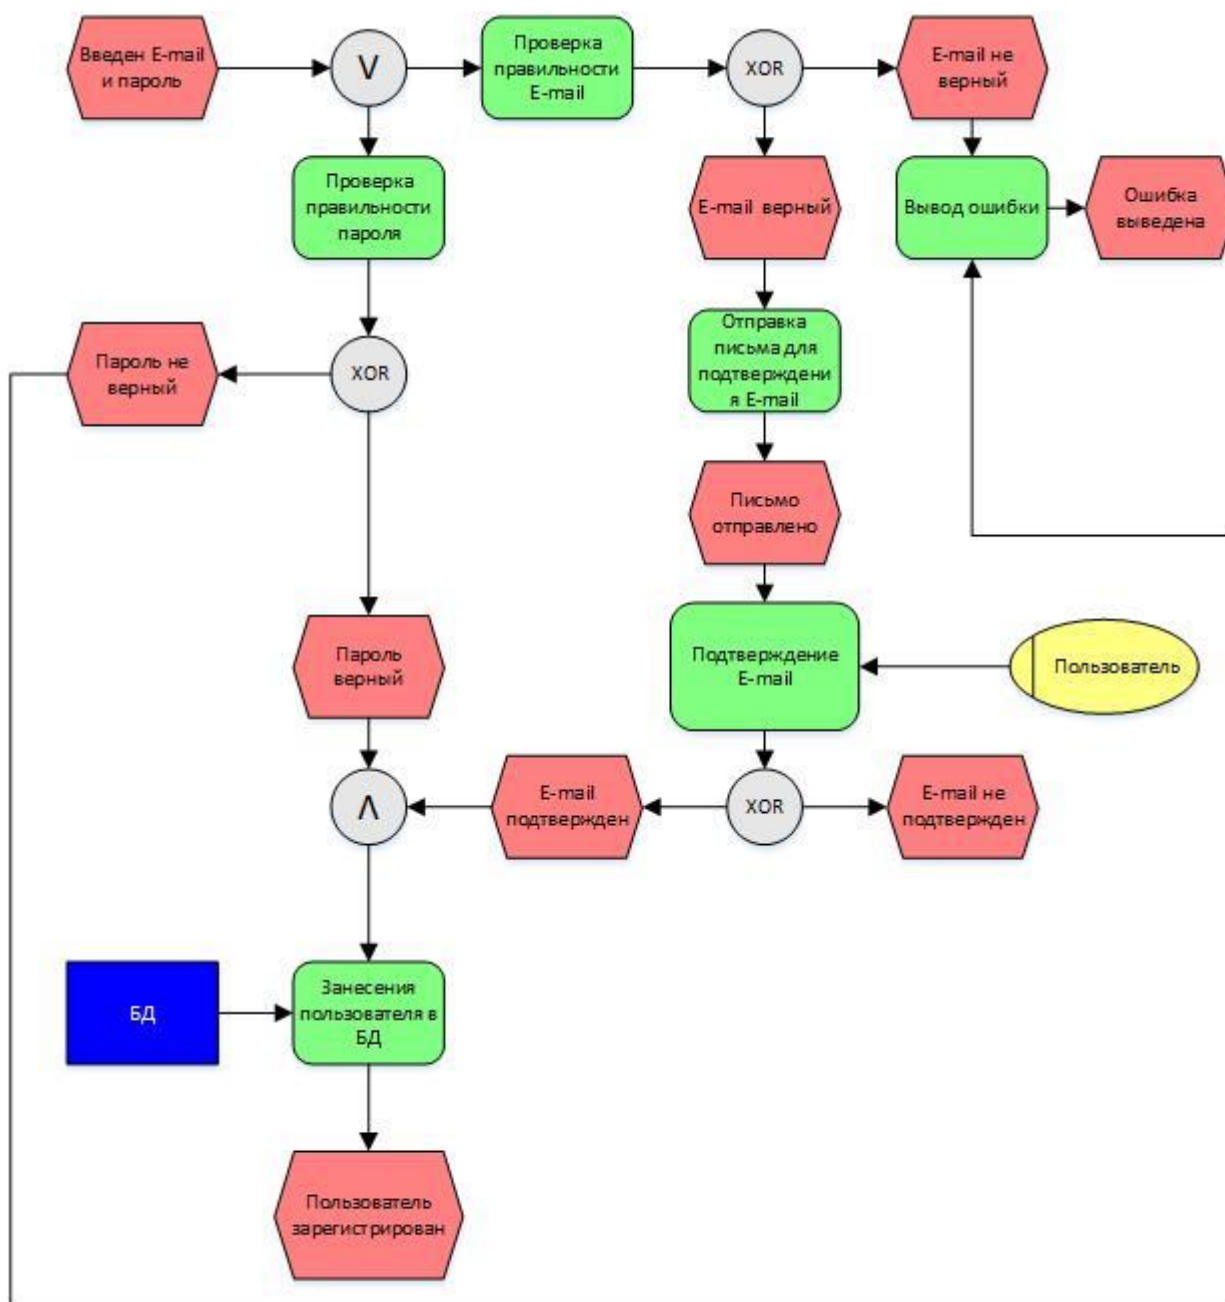 Введен E-mail
и пароль
V
Проверка
правильности
E-mail
XOR
E-mail не
верный
Проверка
правильности
пароля
E-mail верный
Вывод ошибки
Ошибка
выведена
Отправка
письма для
подтверждени
я E-mail
Пароль не
верный
XOR
Письмо
отправлено
Пароль
верный
Подтверждение
E-mail
Пользователь
Λ
E-mail
подтвержден
XOR
E-mail не
подтвержден
БД
Занесения
пользователя в
БД
Пользователь
зарегистрирован